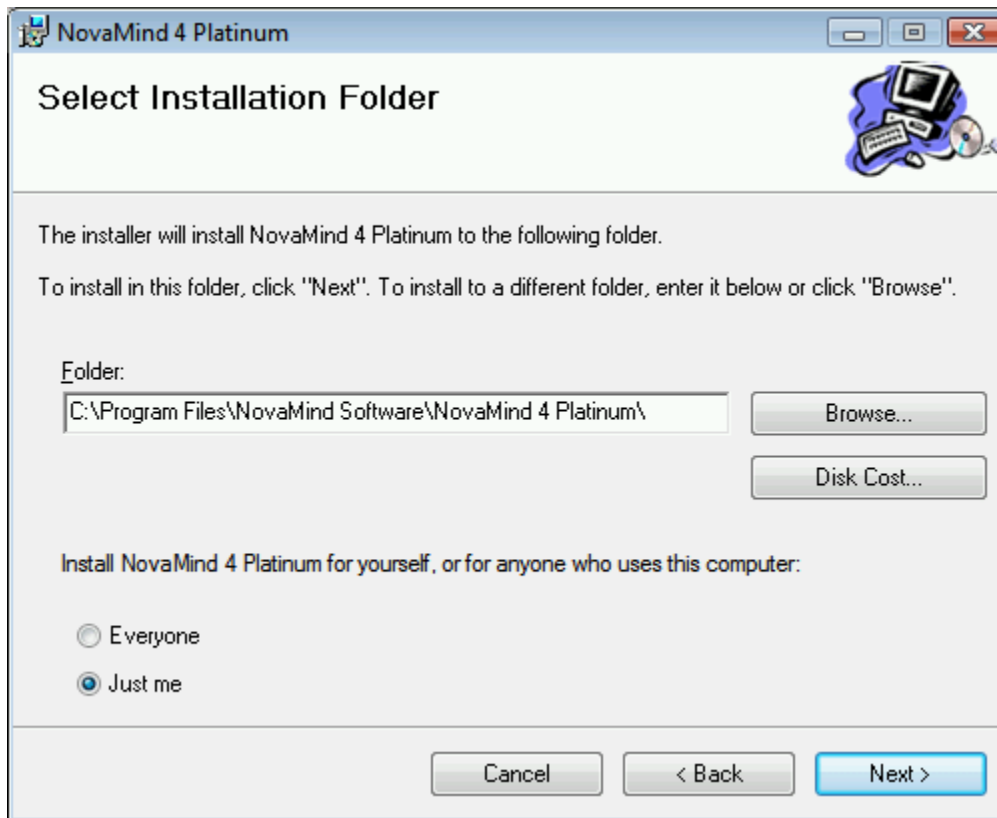 NovaMind 4 Platinum
Select Installation Folder
The installer will install NovaMind 4 Platinum to the following folder.
To install in this folder, click "Next". To install to a different folder, enter it below or click "Browse".
Folder:
C:\Program Files\NovaMind Software\NovaMind 4 Platinum\
Browse...
Disk Cost...
Install NovaMind 4 Platinum for yourself, or for anyone who uses this computer:
Everyone
Just me
Cancel
< Back
Next >